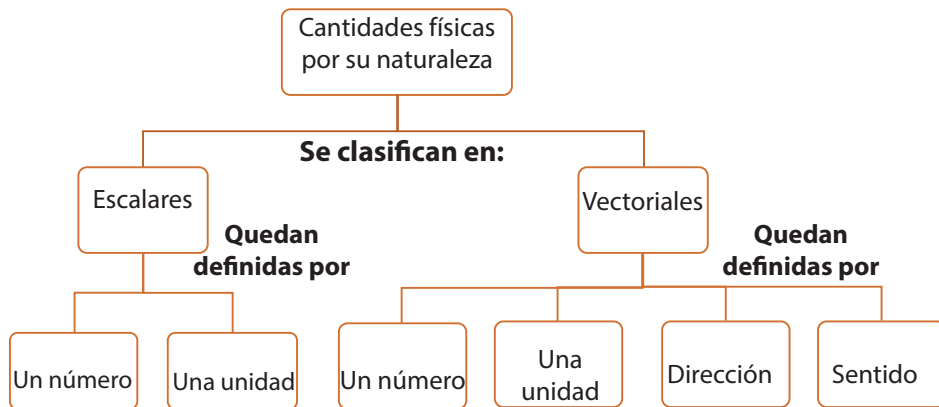 Cantidades físicas
por su naturaleza
Se clasifican en:
Escalares
Vectoriales
Quedan
definidas por
Quedan
definidas por
Un número
Una unidad
Un número
Una
unidad
Dirección
Sentido